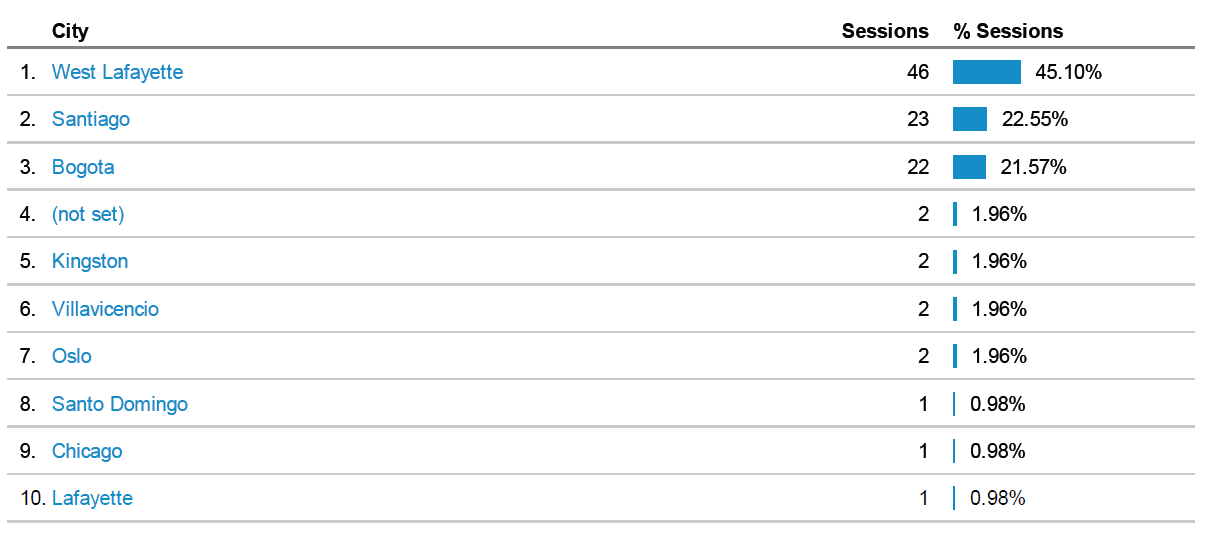 City Sessions % Sessions
1. West Lafayette 46 45.10%
2. Santiago 23 22.55%
3. Bogota 22 21.57%
4. (not set) 2 1.96%
5. Kingston 2 1.96%
6. Villavicencio 2 1.96%
7. Oslo 2 1.96%
8. Santo Domingo 1 0.98%
9. Chicago 1 0.98%
10. Lafayette 1 0.98%